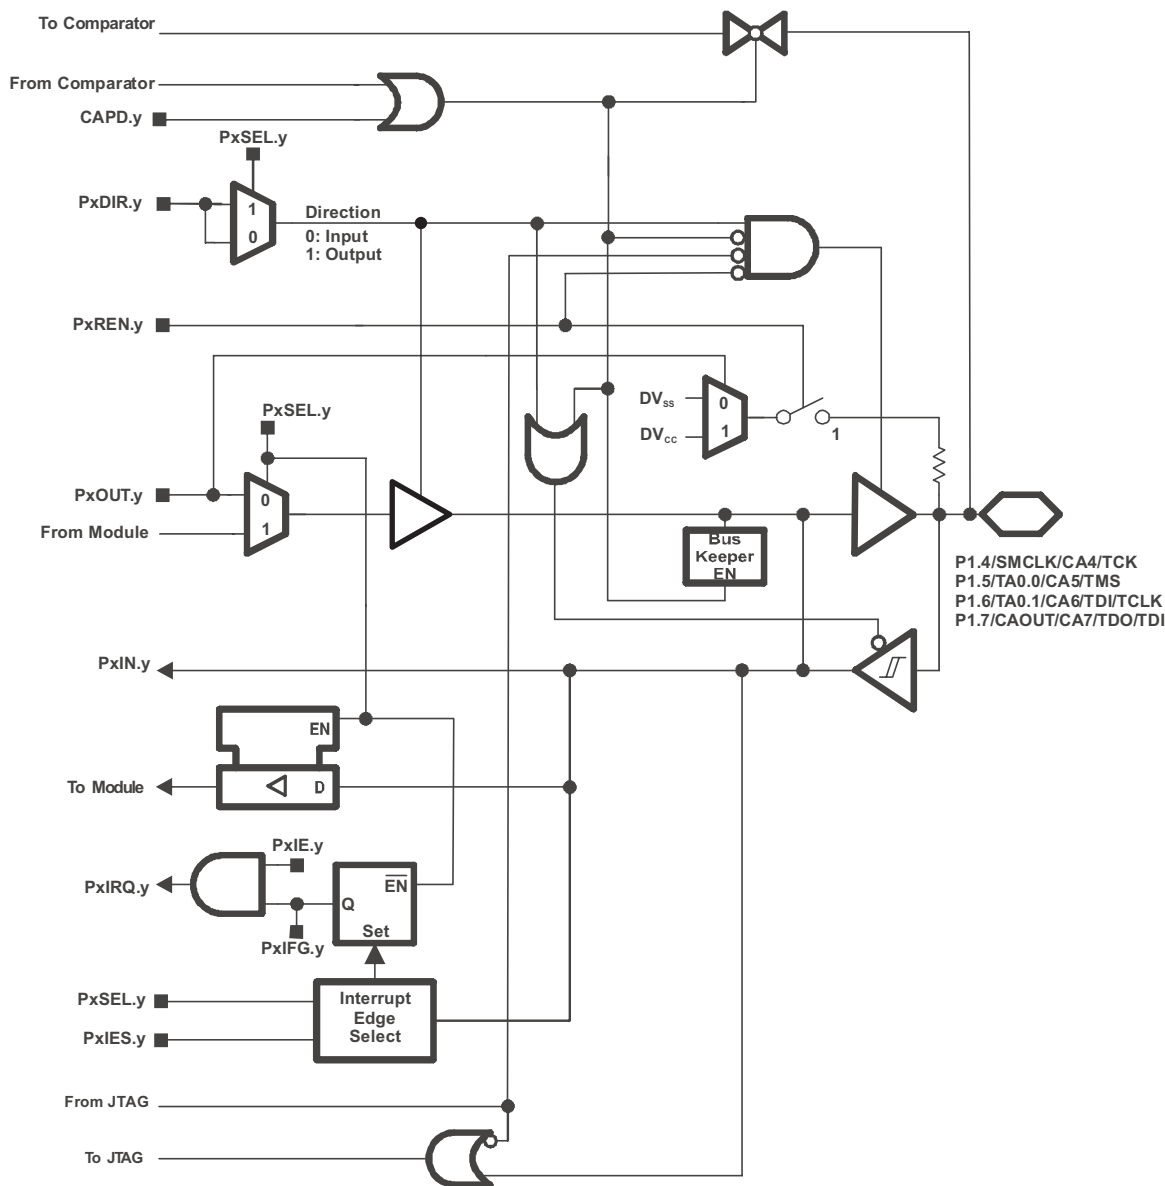 To Comparator
From Comparator
CAPD.y
PxSEL.y
PxDIR.y
1
0
Direction
0: Input
1: Output
PxREN.y
DVSS
0
DVCC
1
1
PxSEL.y
PxOUT.y
0
From Module
1
Bus
Keeper
EN
P1.4/SMCLK/CA4/TCK
P1.5/TA0.0/CA5/TMS
P1.6/TA0.1/CA6/TDI/TCLK
P1.7/CAOUT/CA7/TDO/TDI
PxIN.y
EN
To Module
D
PxIE.y
PxIRQ.y
EN
Q
Set
PxIFG.y
PxSEL.y
PxIES.y
Interrupt
Edge
Select
From JTAG
To JTAG